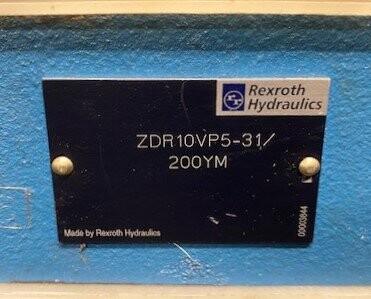 Rexroth
Hydraulics
ZDR10VP5-31/
200YM
Made by Rexroth Hydraulics
00003844